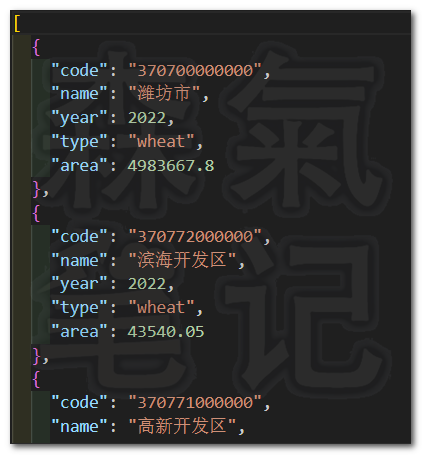 [
{
"code": "370700000000",
"name": "潍坊市",
"year": 2022,
"type": "wheat",
"area": 4983667.8
},
{
"code": "370772000000",
"name": "滨海开发区",
"year": 2022,
"type": "wheat",
"area": 43540.05
},
{
"code": "370771000000",
"name": "高新开发区",